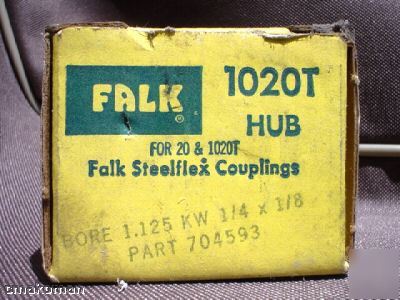 FALK
®
1020T
HUB
FOR 20 & 1020T
Falk Steelflex Couplings
BORE 1.125 KW 1/4 x 1/8
PART 704593
cmakuman